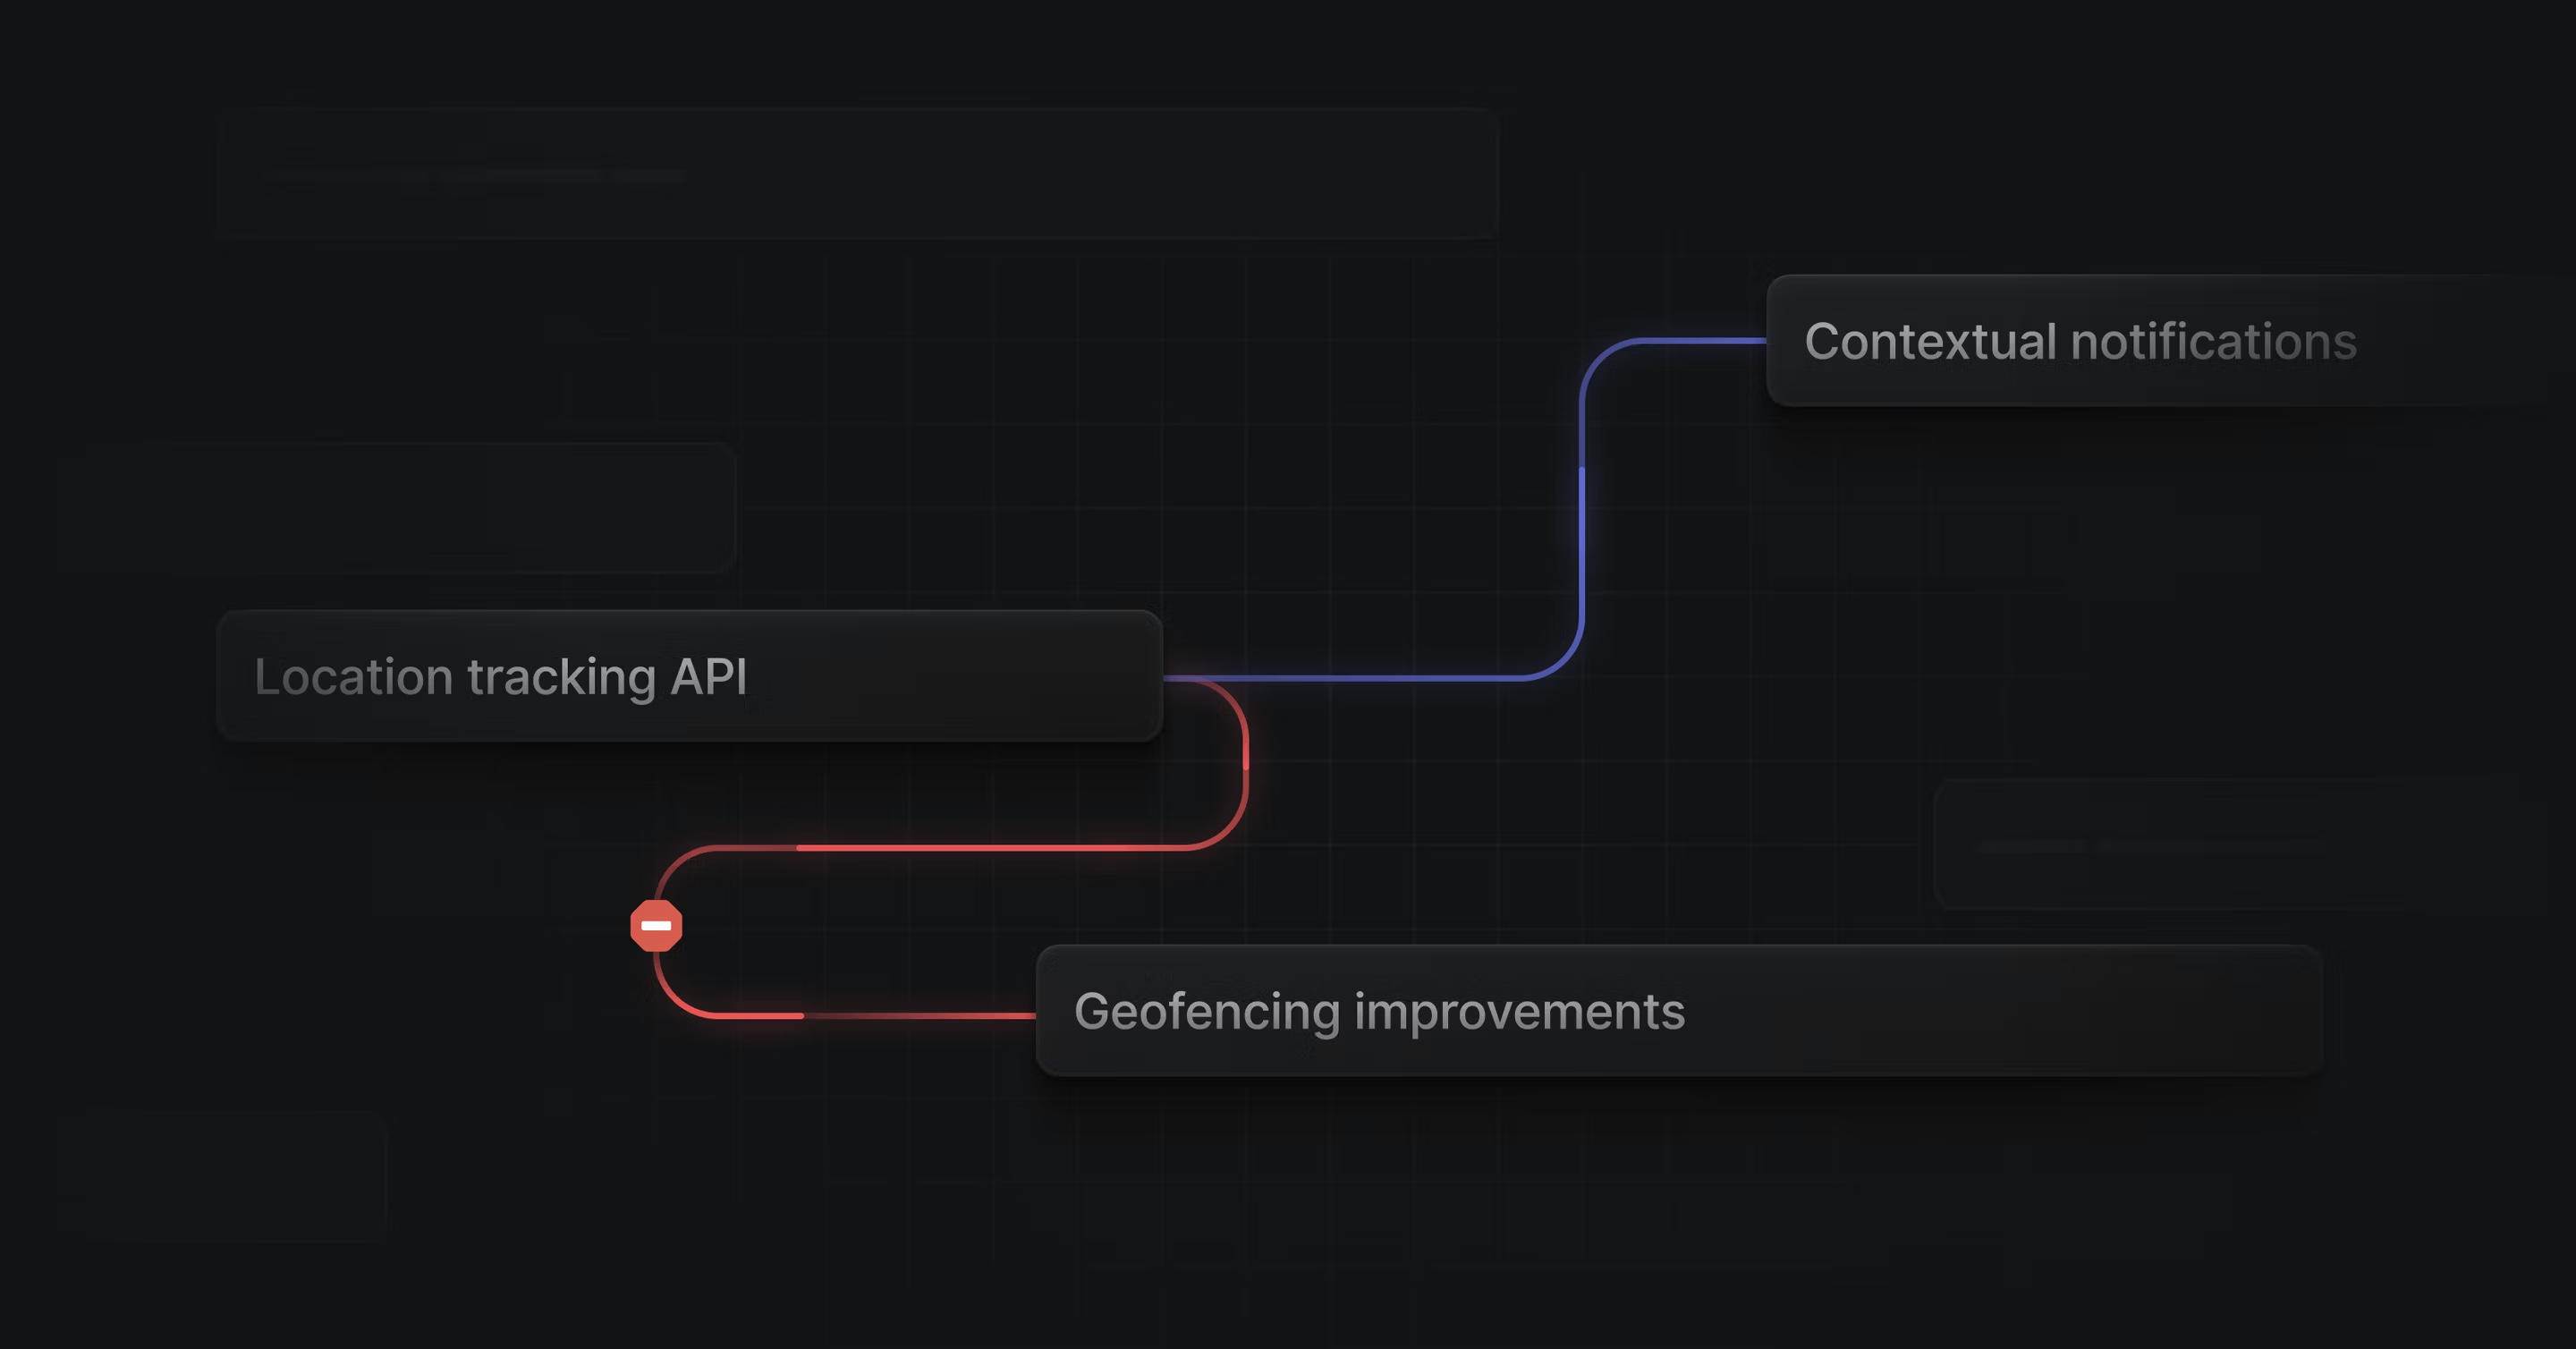 Contextual notifications
Location tracking API
Geofencing improvements